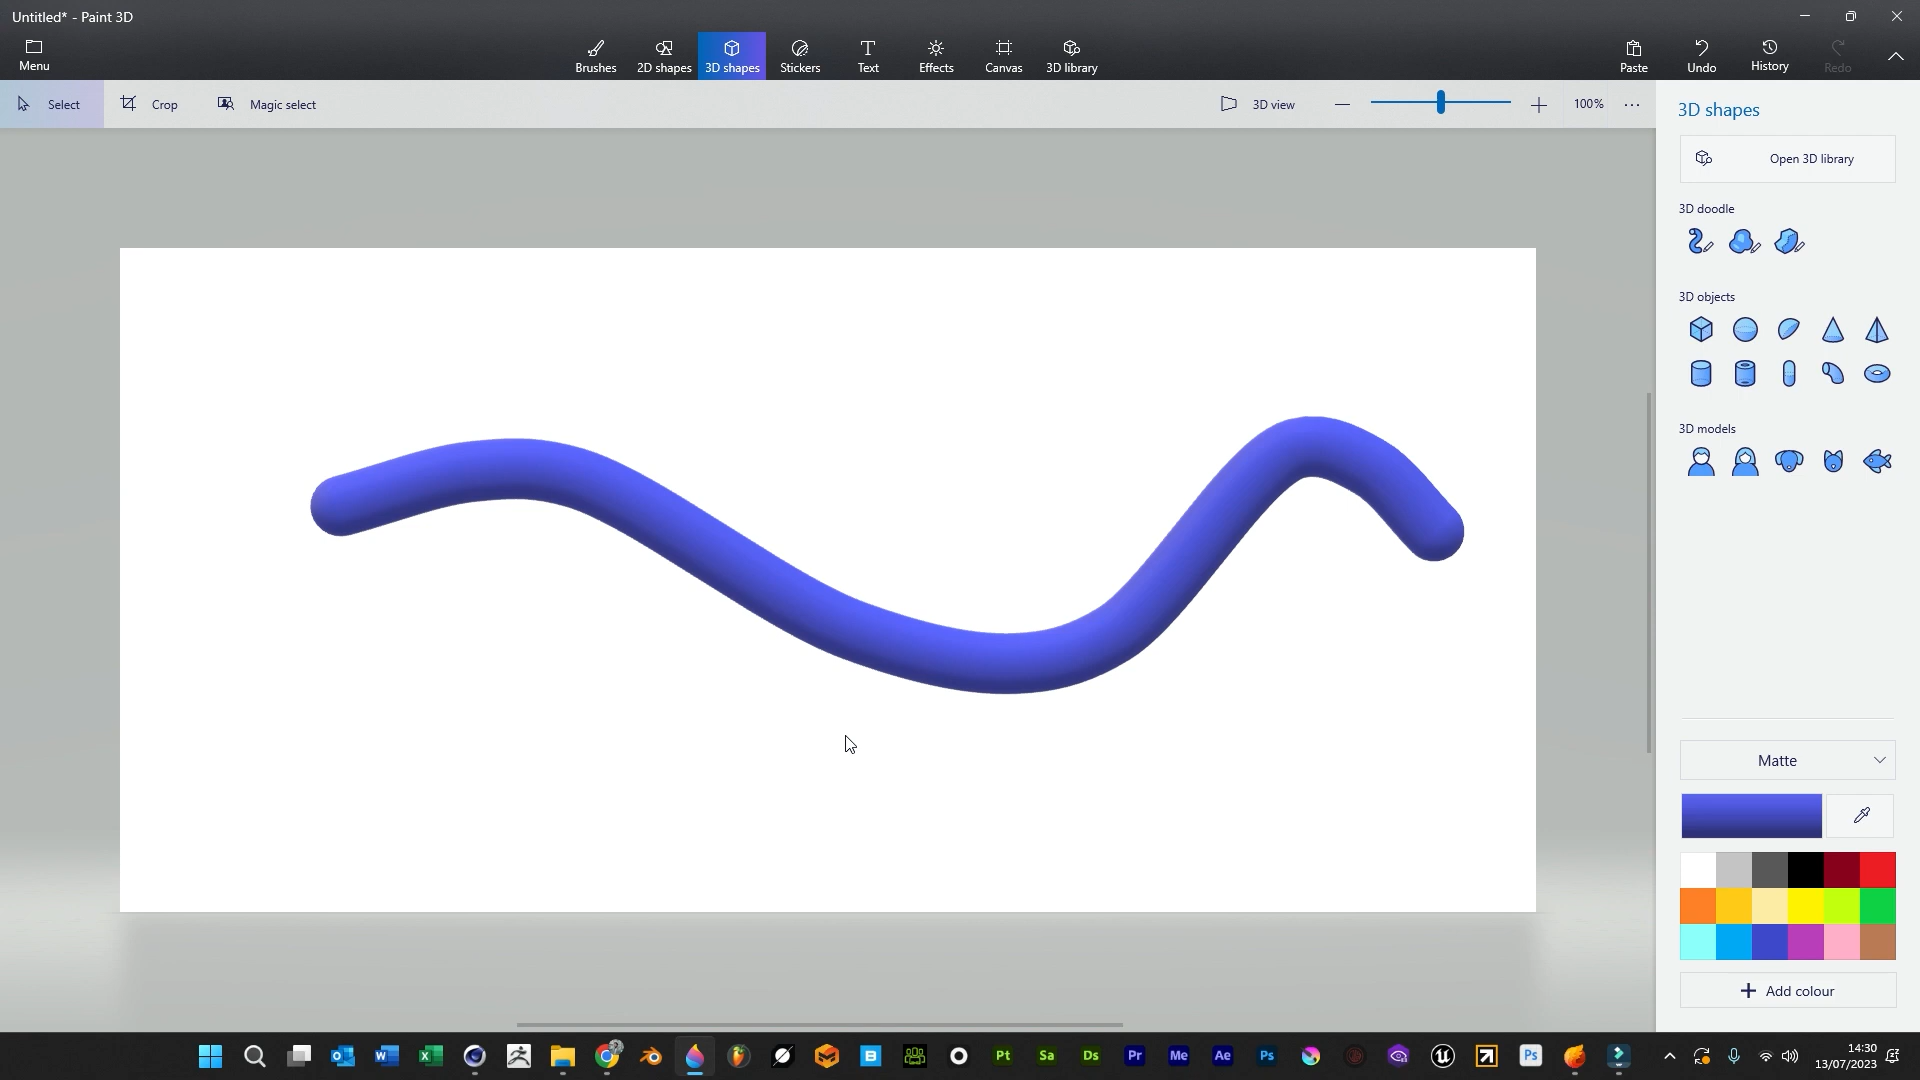 Untitled* - Paint 3D
Menu
Brushes
2D shapes
3D shapes
Stickers
Text
Effects
Canvas
3D library
Paste
Undo
History
Redo
Select
Crop
Magic select
3D view
100%
3D shapes
Open 3D library
3D doodle
3D objects
3D models
Matte
Add colour
Pt
Sa
Ds
Pr
Me
Ae
Ps
Ps
14:30
13/07/2023